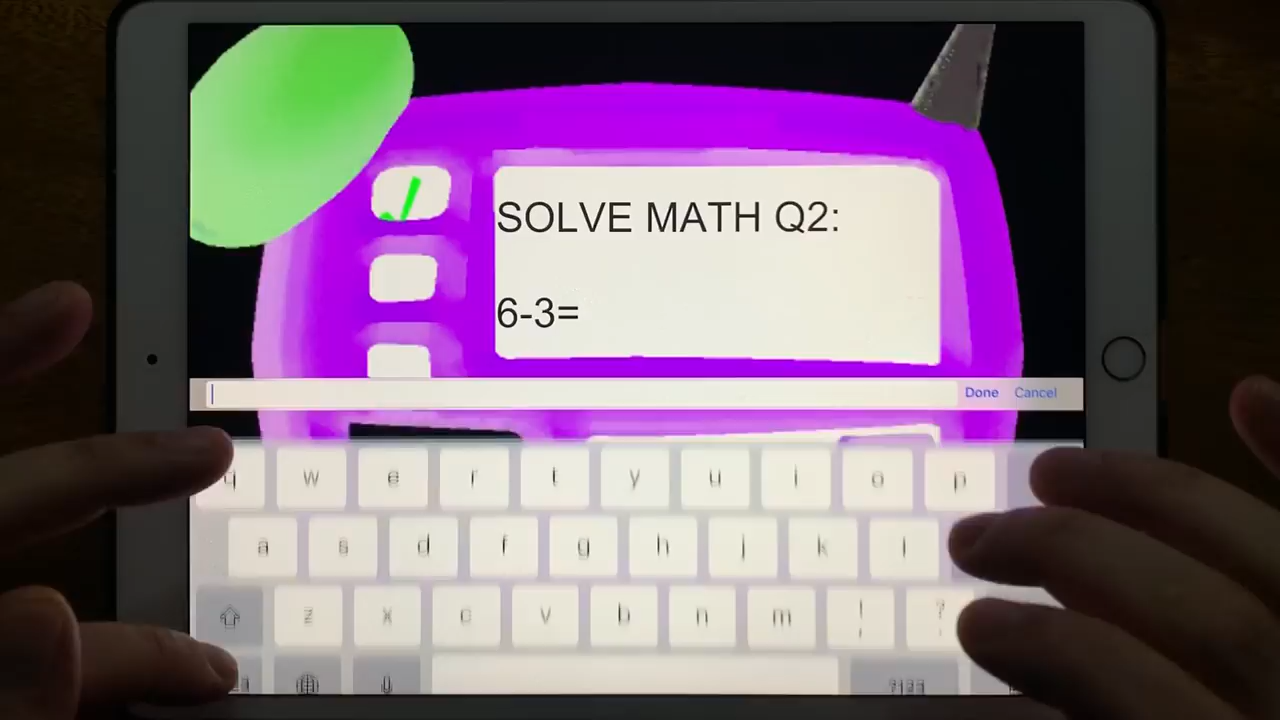 SOLVE MATH Q2:
6-3=
Done Cancel
q w e r t y u i o p
a s d f g h j k l
z x c v b n m ! ?
.?123